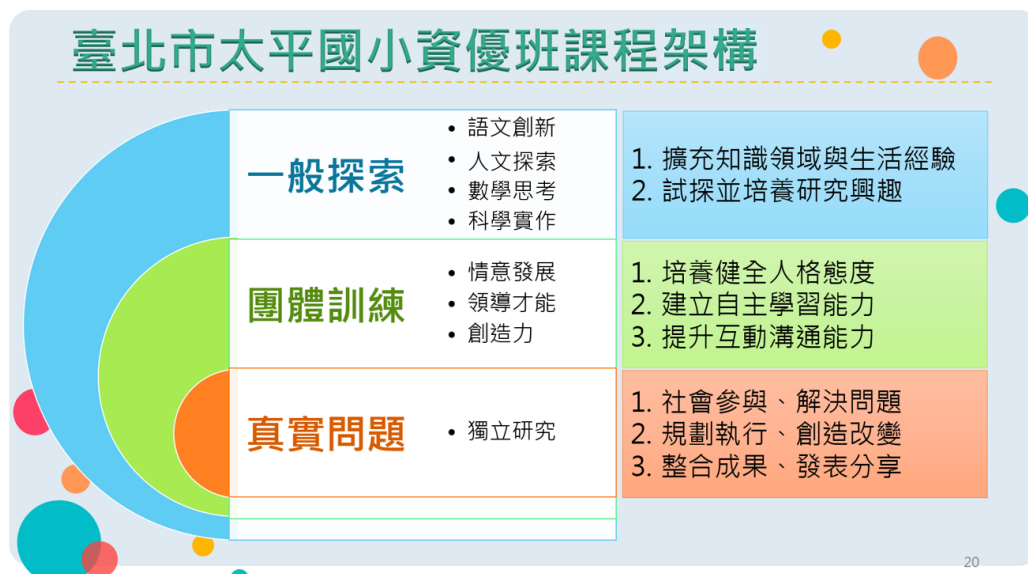 臺北市太平國小資優班課程架構
一般探索
• 語文創新
• 人文探索
• 數學思考
• 科學實作
1. 擴充知識領域與生活經驗
2. 試探並培養研究興趣
團體訓練
• 情意發展
• 領導才能
• 創造力
1. 培養健全人格態度
2. 建立自主學習能力
3. 提升互動溝通能力
真實問題
• 獨立研究
1. 社會參與、解決問題
2. 規劃執行、創造改變
3. 整合成果、發表分享
20